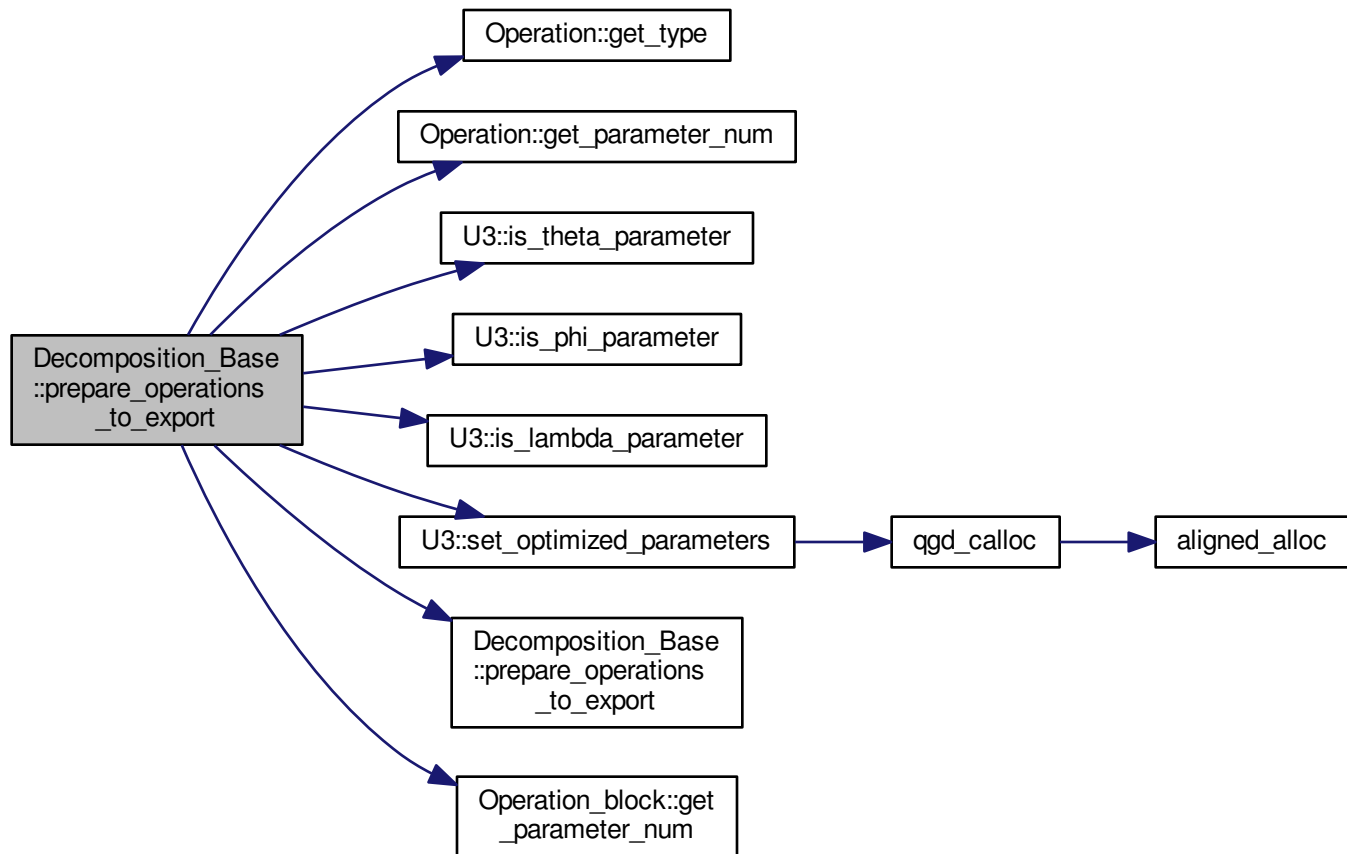 Operation::get_type
Operation::get_parameter_num
U3::is_theta_parameter
U3::is_phi_parameter
Decomposition_Base
::prepare_operations
_to_export
U3::is_lambda_parameter
U3::set_optimized_parameters
qgd_calloc
aligned_alloc
Decomposition_Base
::prepare_operations
_to_export
Operation_block::get
_parameter_num